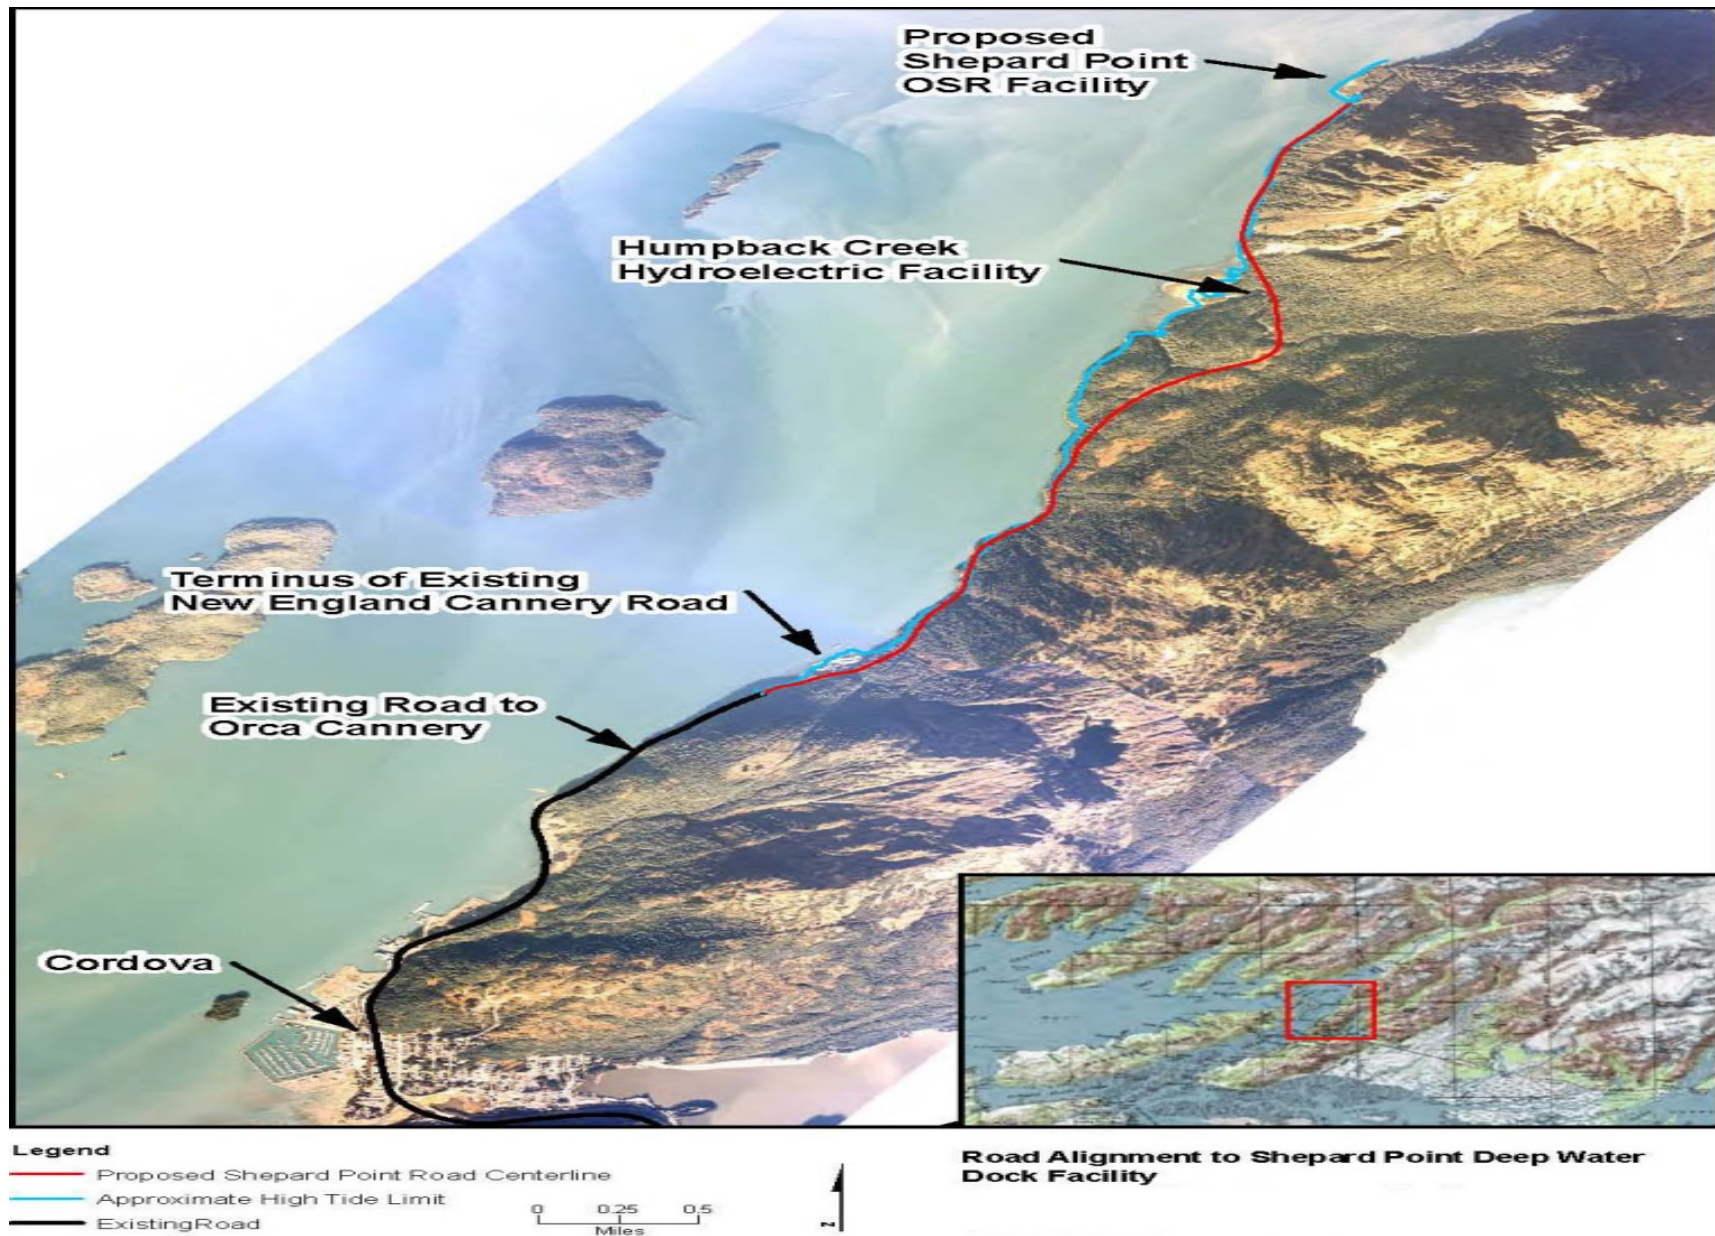 Proposed
Shepard Point
OSR Facility
Humpback Creek
Hydroelectric Facility
Terminus of Existing
New England Cannery Road
Existing Road to
Orca Cannery
Cordova
Legend
Proposed Shepard Point Road Centerline
Approximate High Tide Limit
ExistingRoad
0 0.25 0.5
Miles
N
Road Alignment to Shepard Point Deep Water
Dock Facility